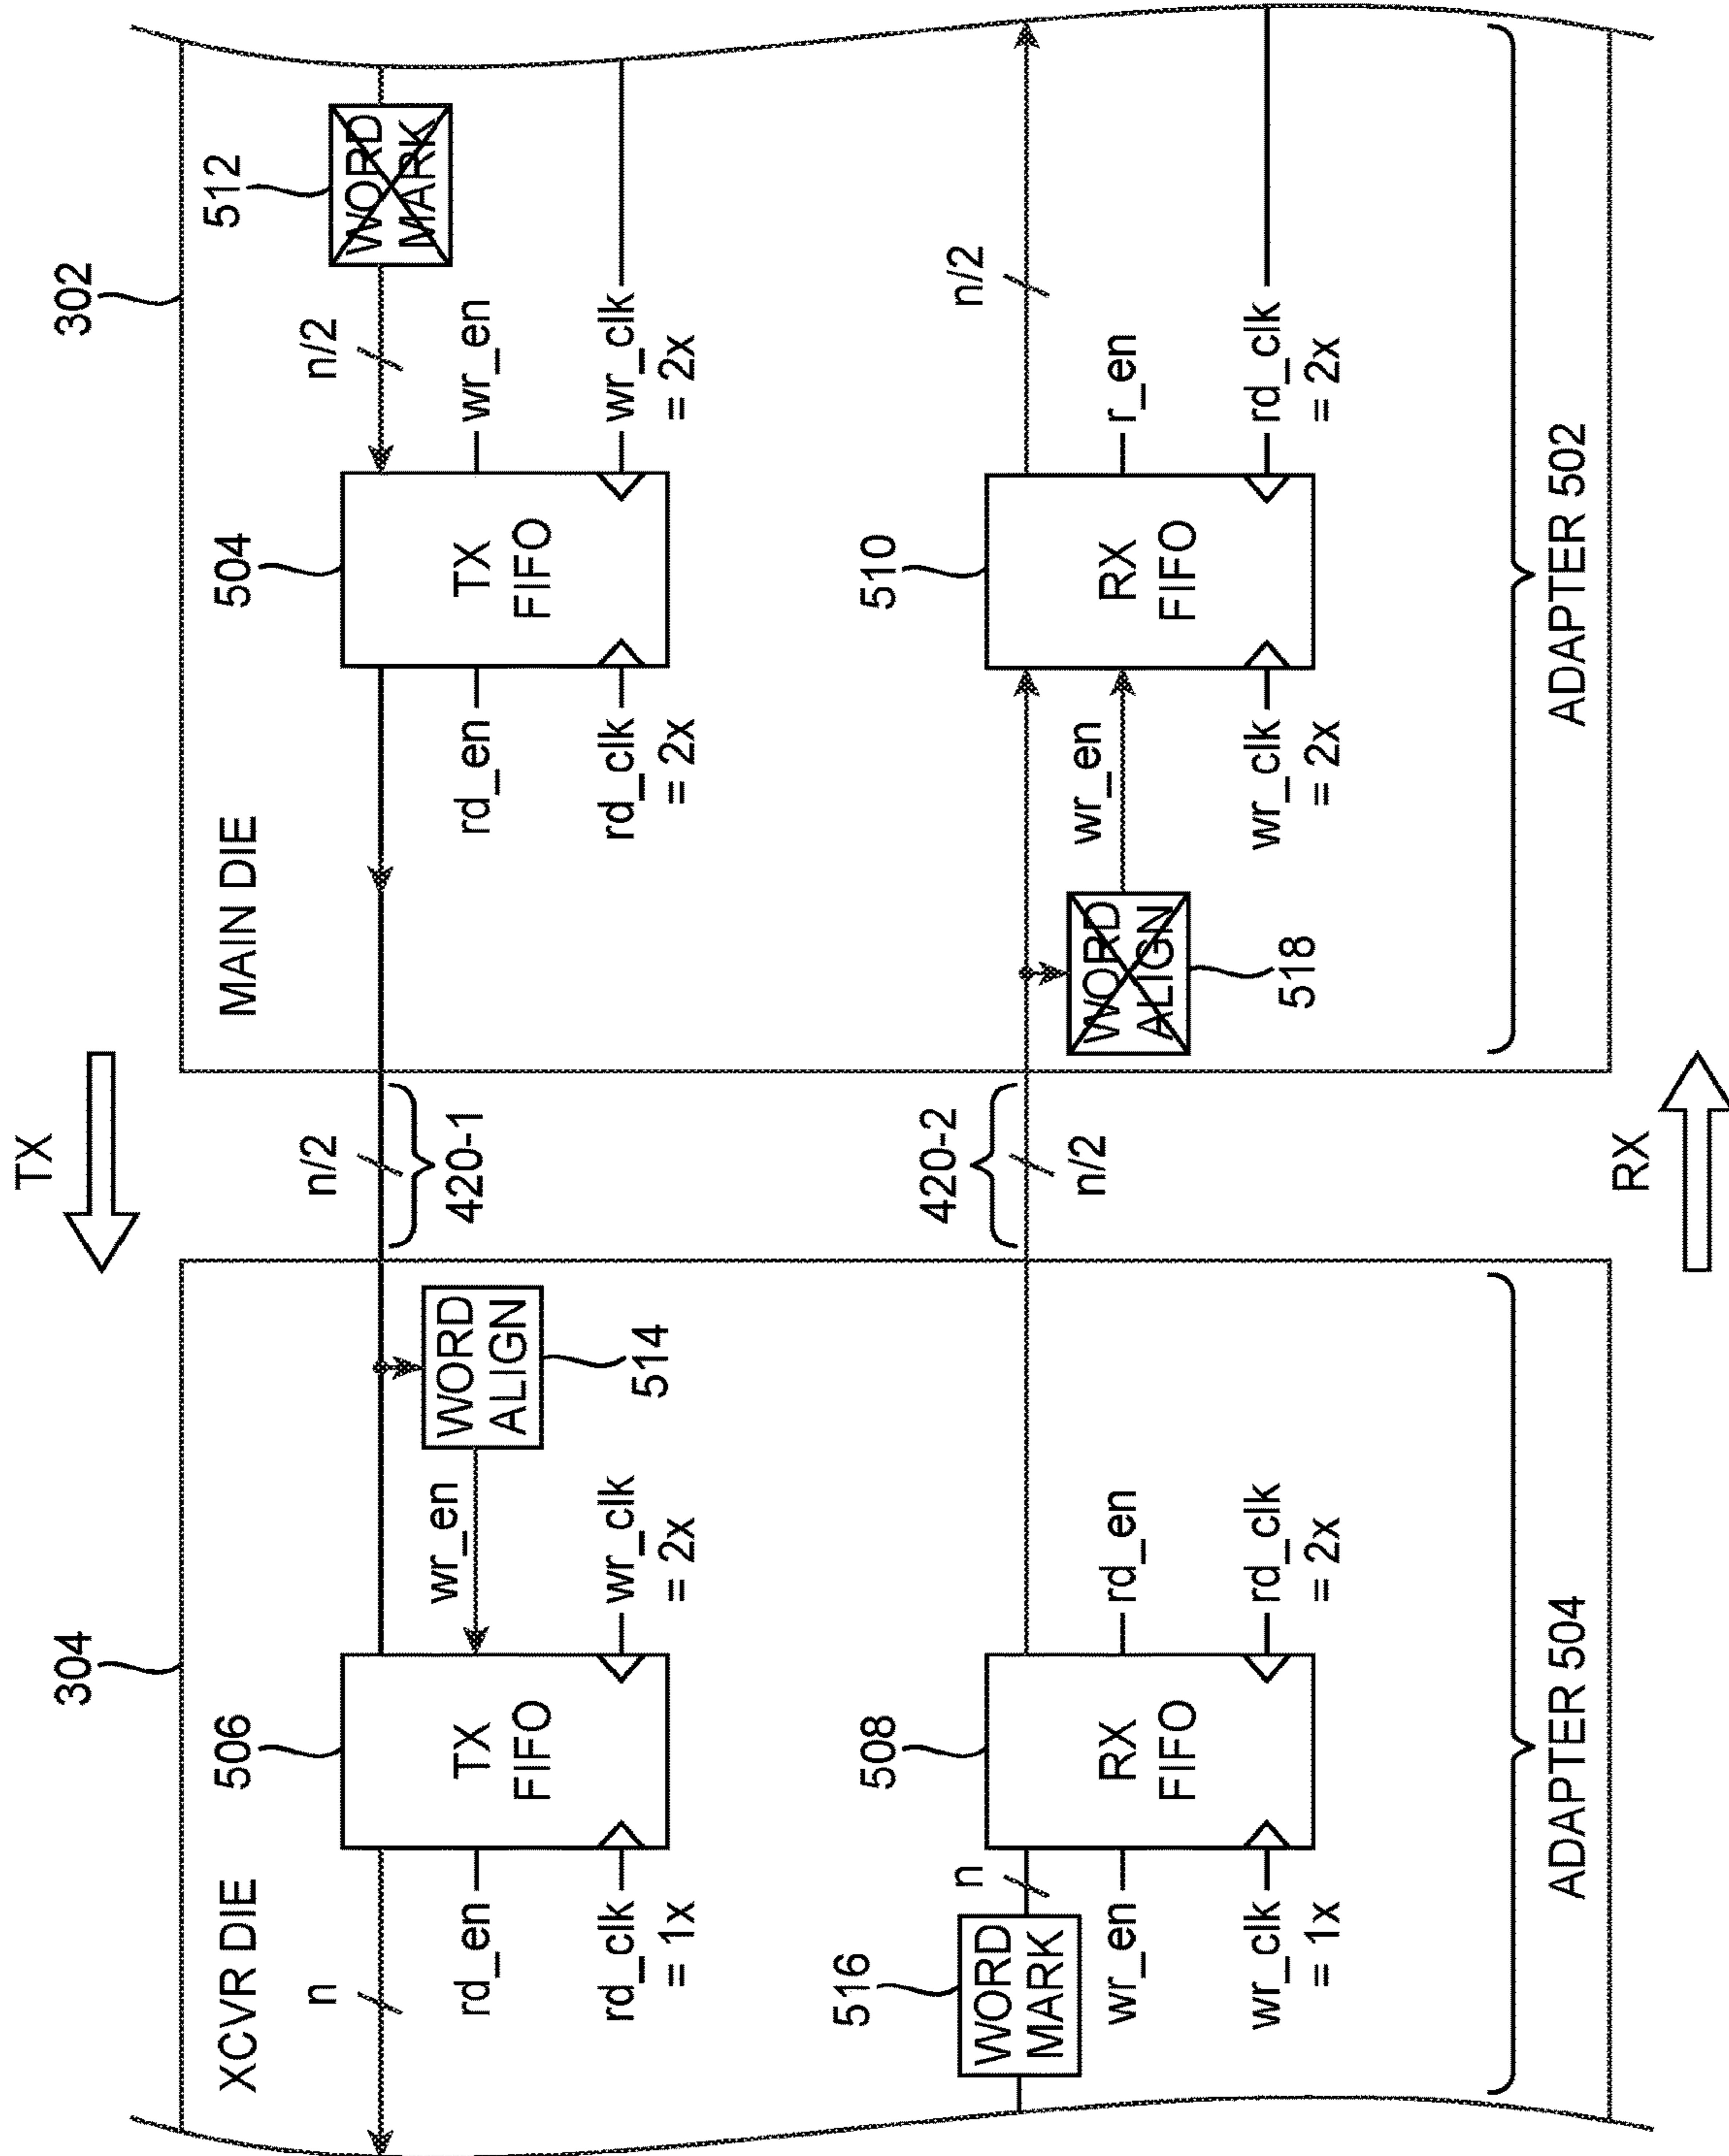 TX
304
302
XCVR DIE
MAIN DIE
506
504
512
n
TX
FIFO
rd_en
rd_clk
= 1x
wr_en
wr_clk
= 2x
WORD
ALIGN
514
n/2
420-1
TX
FIFO
rd_en
rd_clk
= 2x
n/2
wr_en
wr_clk
= 2x
WORD
MARK
516
WORD
MARK
n
508
RX
FIFO
wr_en
wr_clk
= 1x
rd_en
rd_clk
= 2x
420-2
n/2
WORD
ALIGN
518
wr_en
wr_clk
= 2x
510
RX
FIFO
r_en
rd_clk
= 2x
n/2
ADAPTER 504
ADAPTER 502
RX